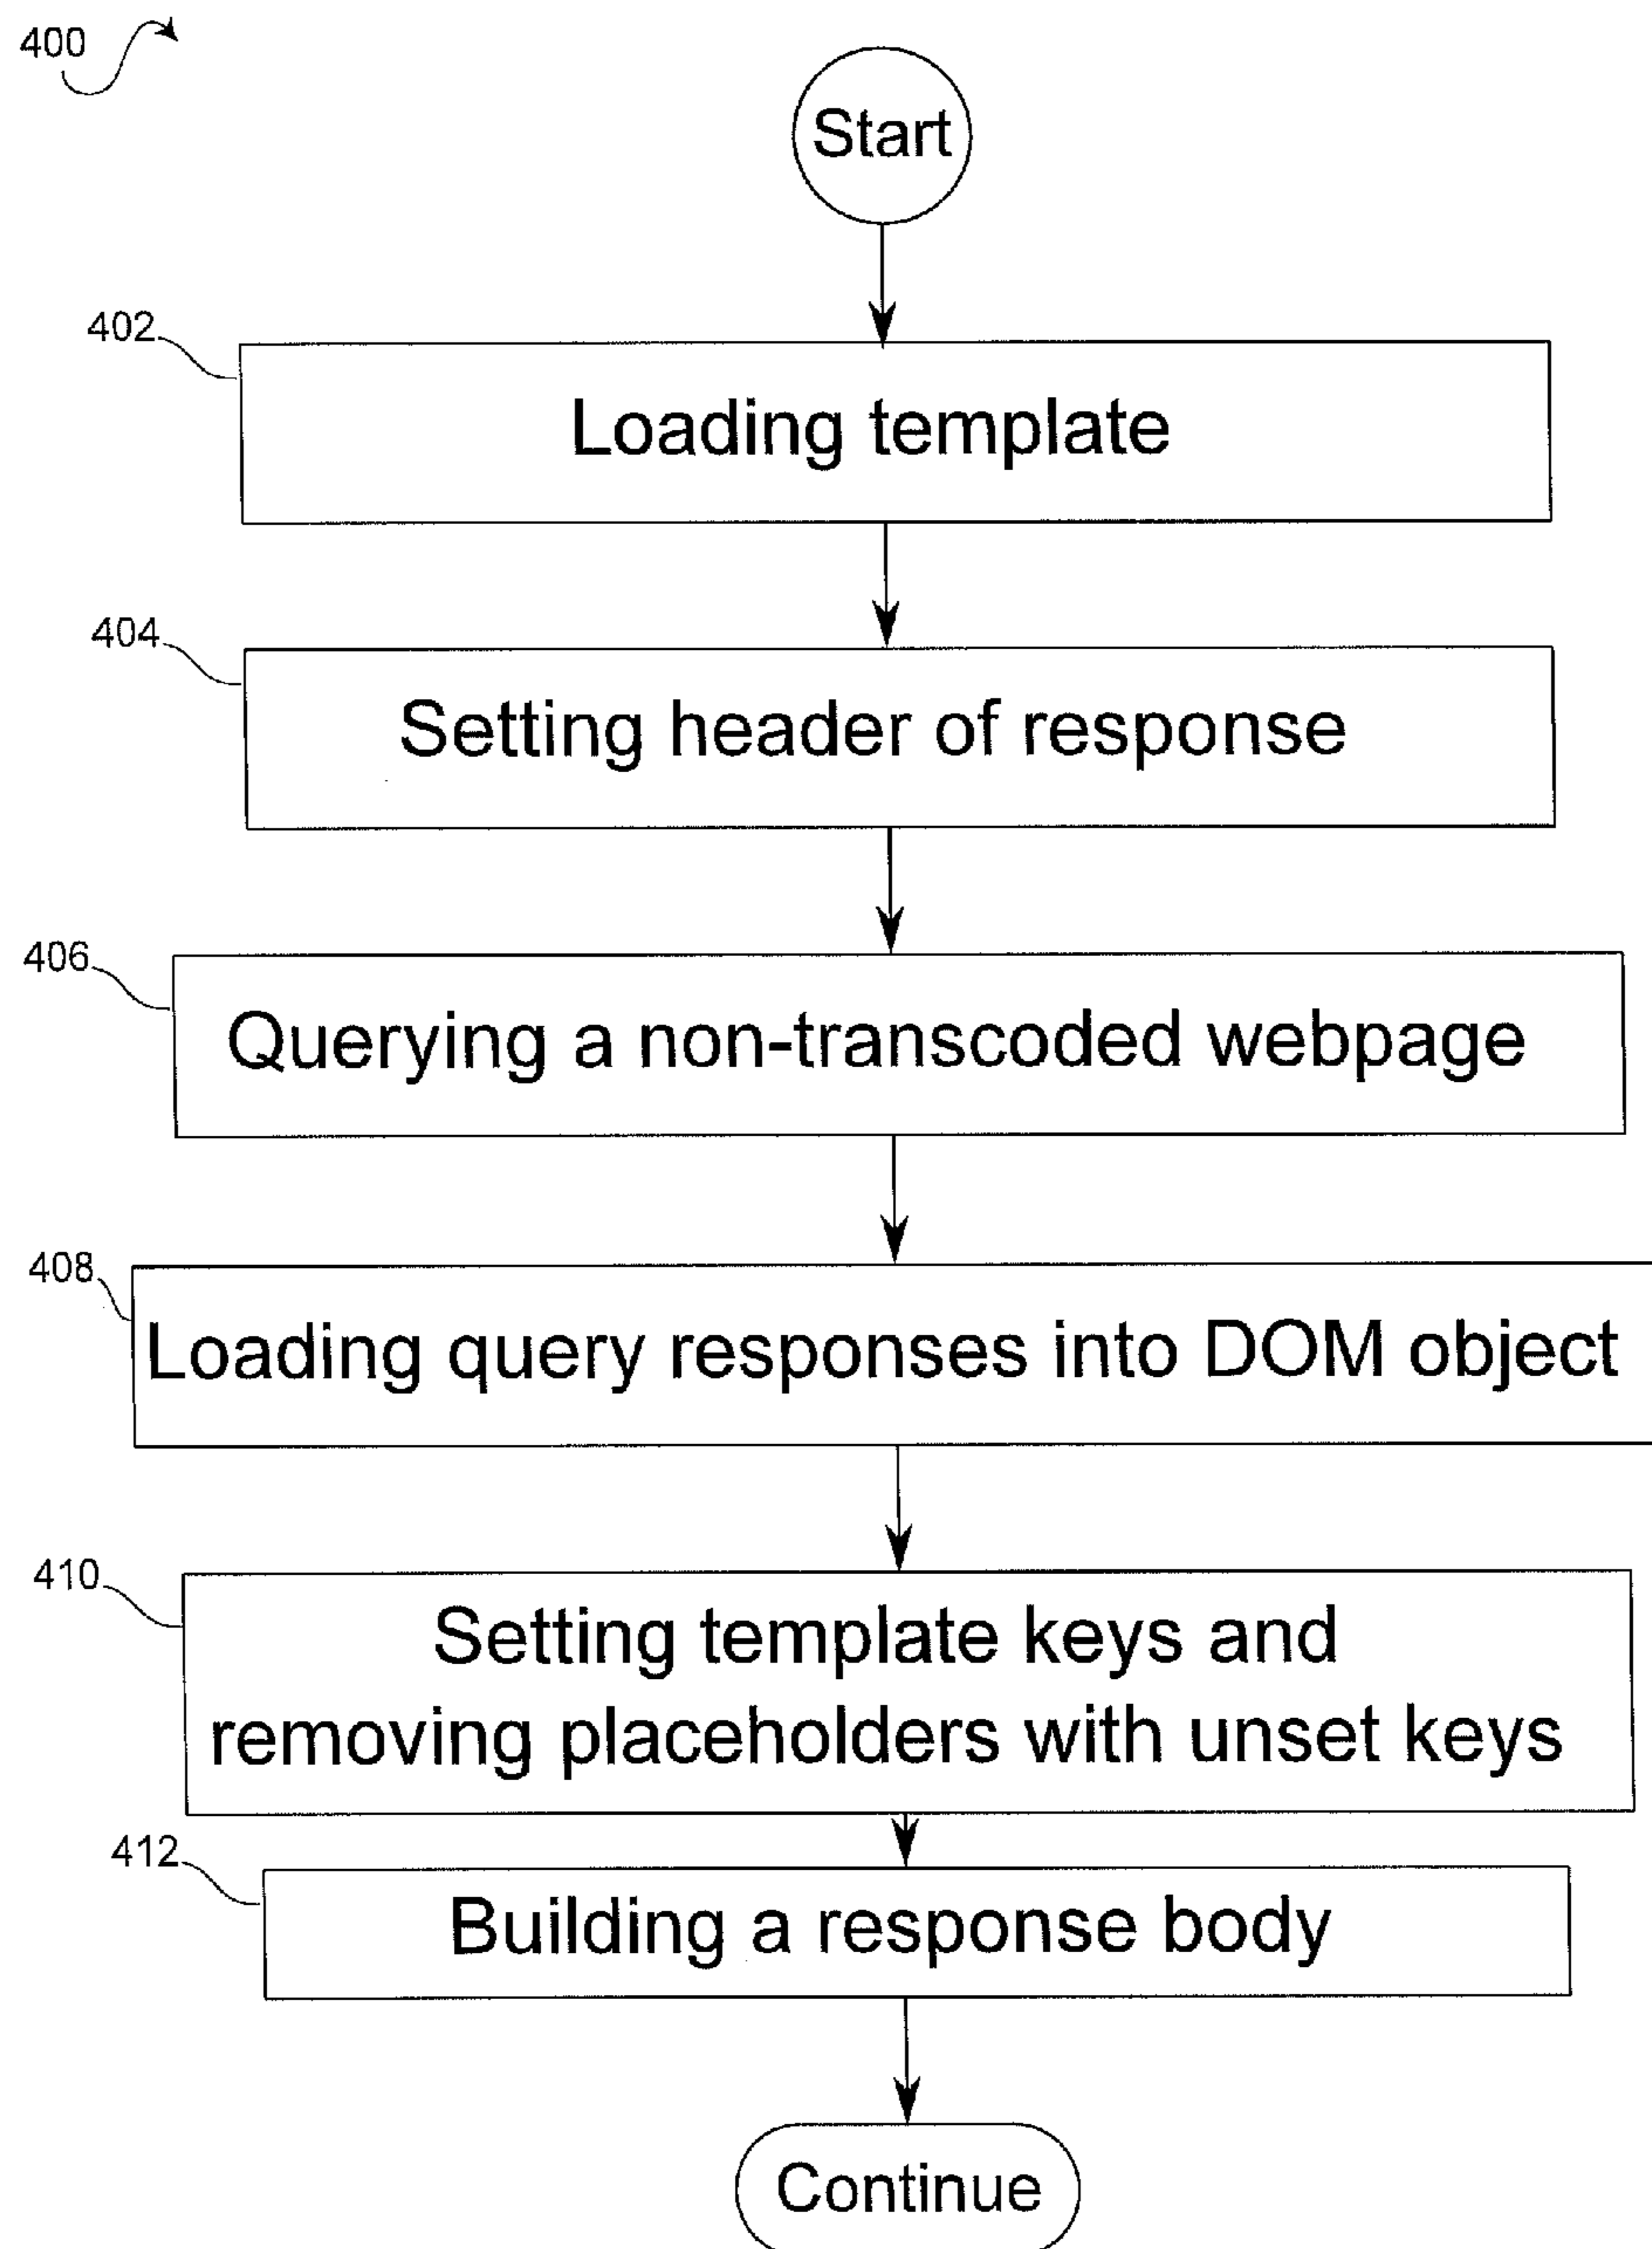 400
Start
402
Loading template
404
Setting header of response
406
Querying a non-transcoded webpage
408
Loading query responses into DOM object
410
Setting template keys and
removing placeholders with unset keys
412
Building a response body
Continue